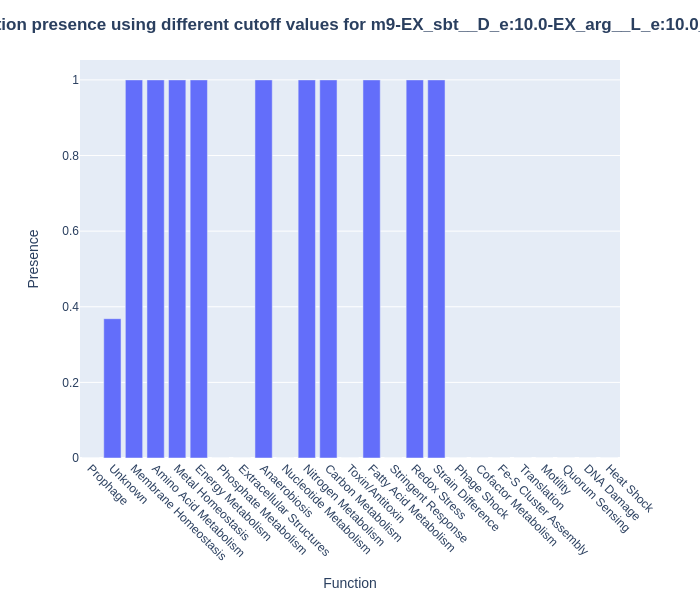 tion presence using different cutoff values for m9-EX_sbt__D_e:10.0-EX_arg__L_e:10.0_
Presence
1
0.8
0.6
0.4
0.2
0
Prophage
Unknown
Membrane Homeostasis
Amino Acid Metabolism
Metal Homeostasis
Energy Metabolism
Phosphate Metabolism
Extracellular Structures
Anaerobiosis
Nucleotide Metabolism
Nitrogen Metabolism
Carbon Metabolism
Toxin/Antitoxin
Fatty Acid Metabolism
Stringent Response
Redox Stress
Strain Difference
Phage Shock
Cofactor Metabolism
Fe-S Cluster Assembly
Translation
Motility
Quorum Sensing
DNA Damage
Heat Shock
Function